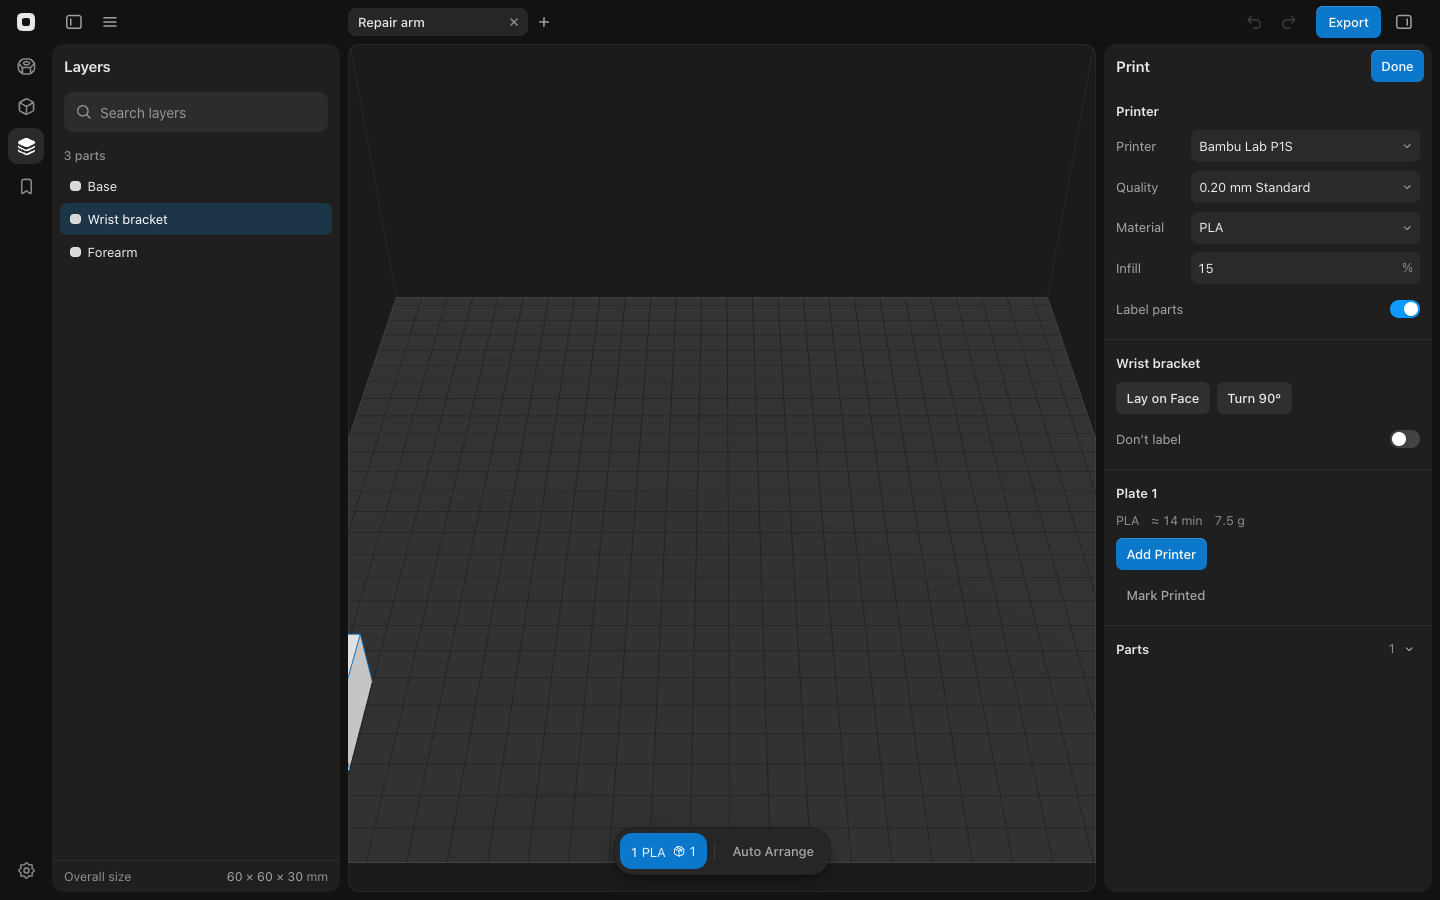 Repair arm
Export
Layers
Search layers
3 parts
Base
Wrist bracket
Forearm
Overall size 60 × 60 × 30 mm
1 PLA 1 Auto Arrange
Print Done
Printer
Printer Bambu Lab P1S
Quality 0.20 mm Standard
Material PLA
Infill 15 %
Label parts
Wrist bracket
Lay on Face Turn 90°
Don't label
Plate 1
PLA ≈ 14 min 7.5 g
Add Printer
Mark Printed
Parts 1